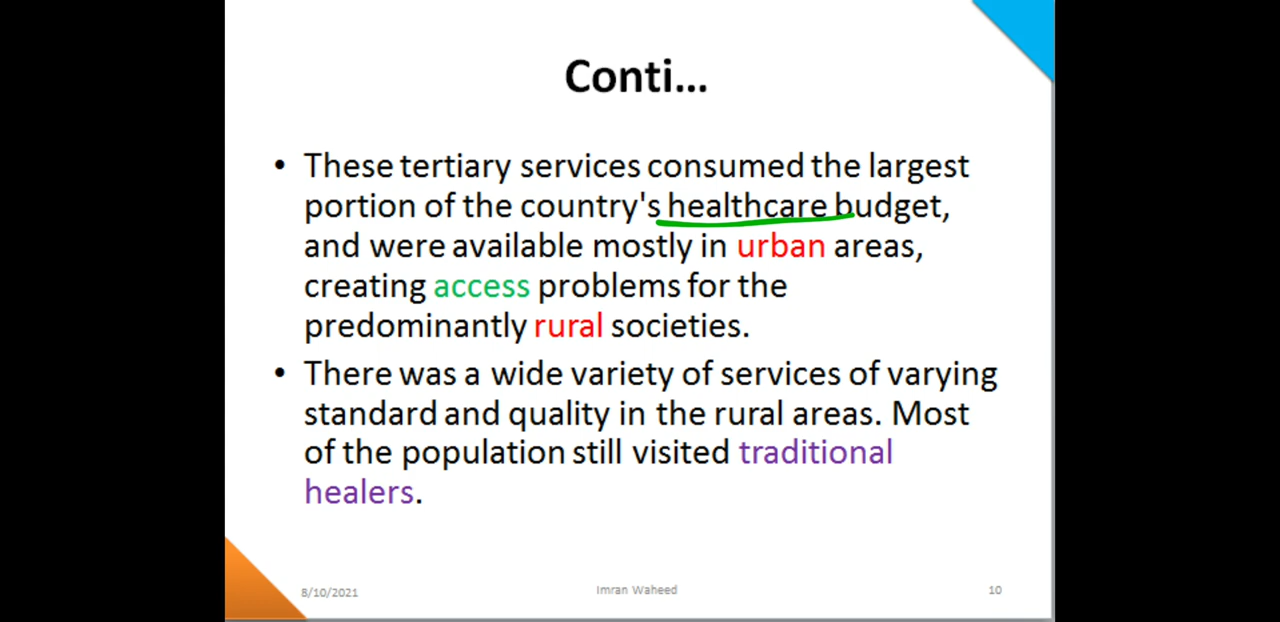 Conti...
• These tertiary services consumed the largest
portion of the country's healthcare budget,
and were available mostly in urban areas,
creating access problems for the
predominantly rural societies.
• There was a wide variety of services of varying
standard and quality in the rural areas. Most
of the population still visited traditional
healers.
8/10/2021
Imran Waheed
10